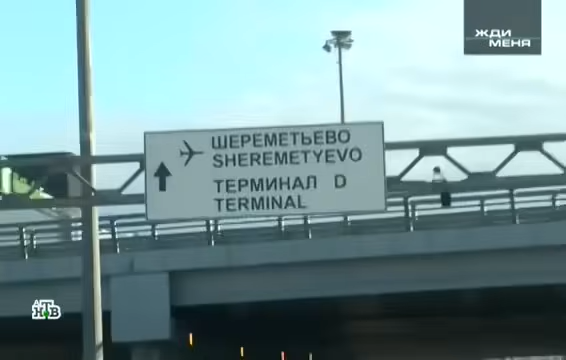 ЖДИ
МЕНЯ
ШЕРЕМЕТЬЕВО
SHEREMETYEVO
ТЕРМИНАЛ D
TERMINAL
НТВ